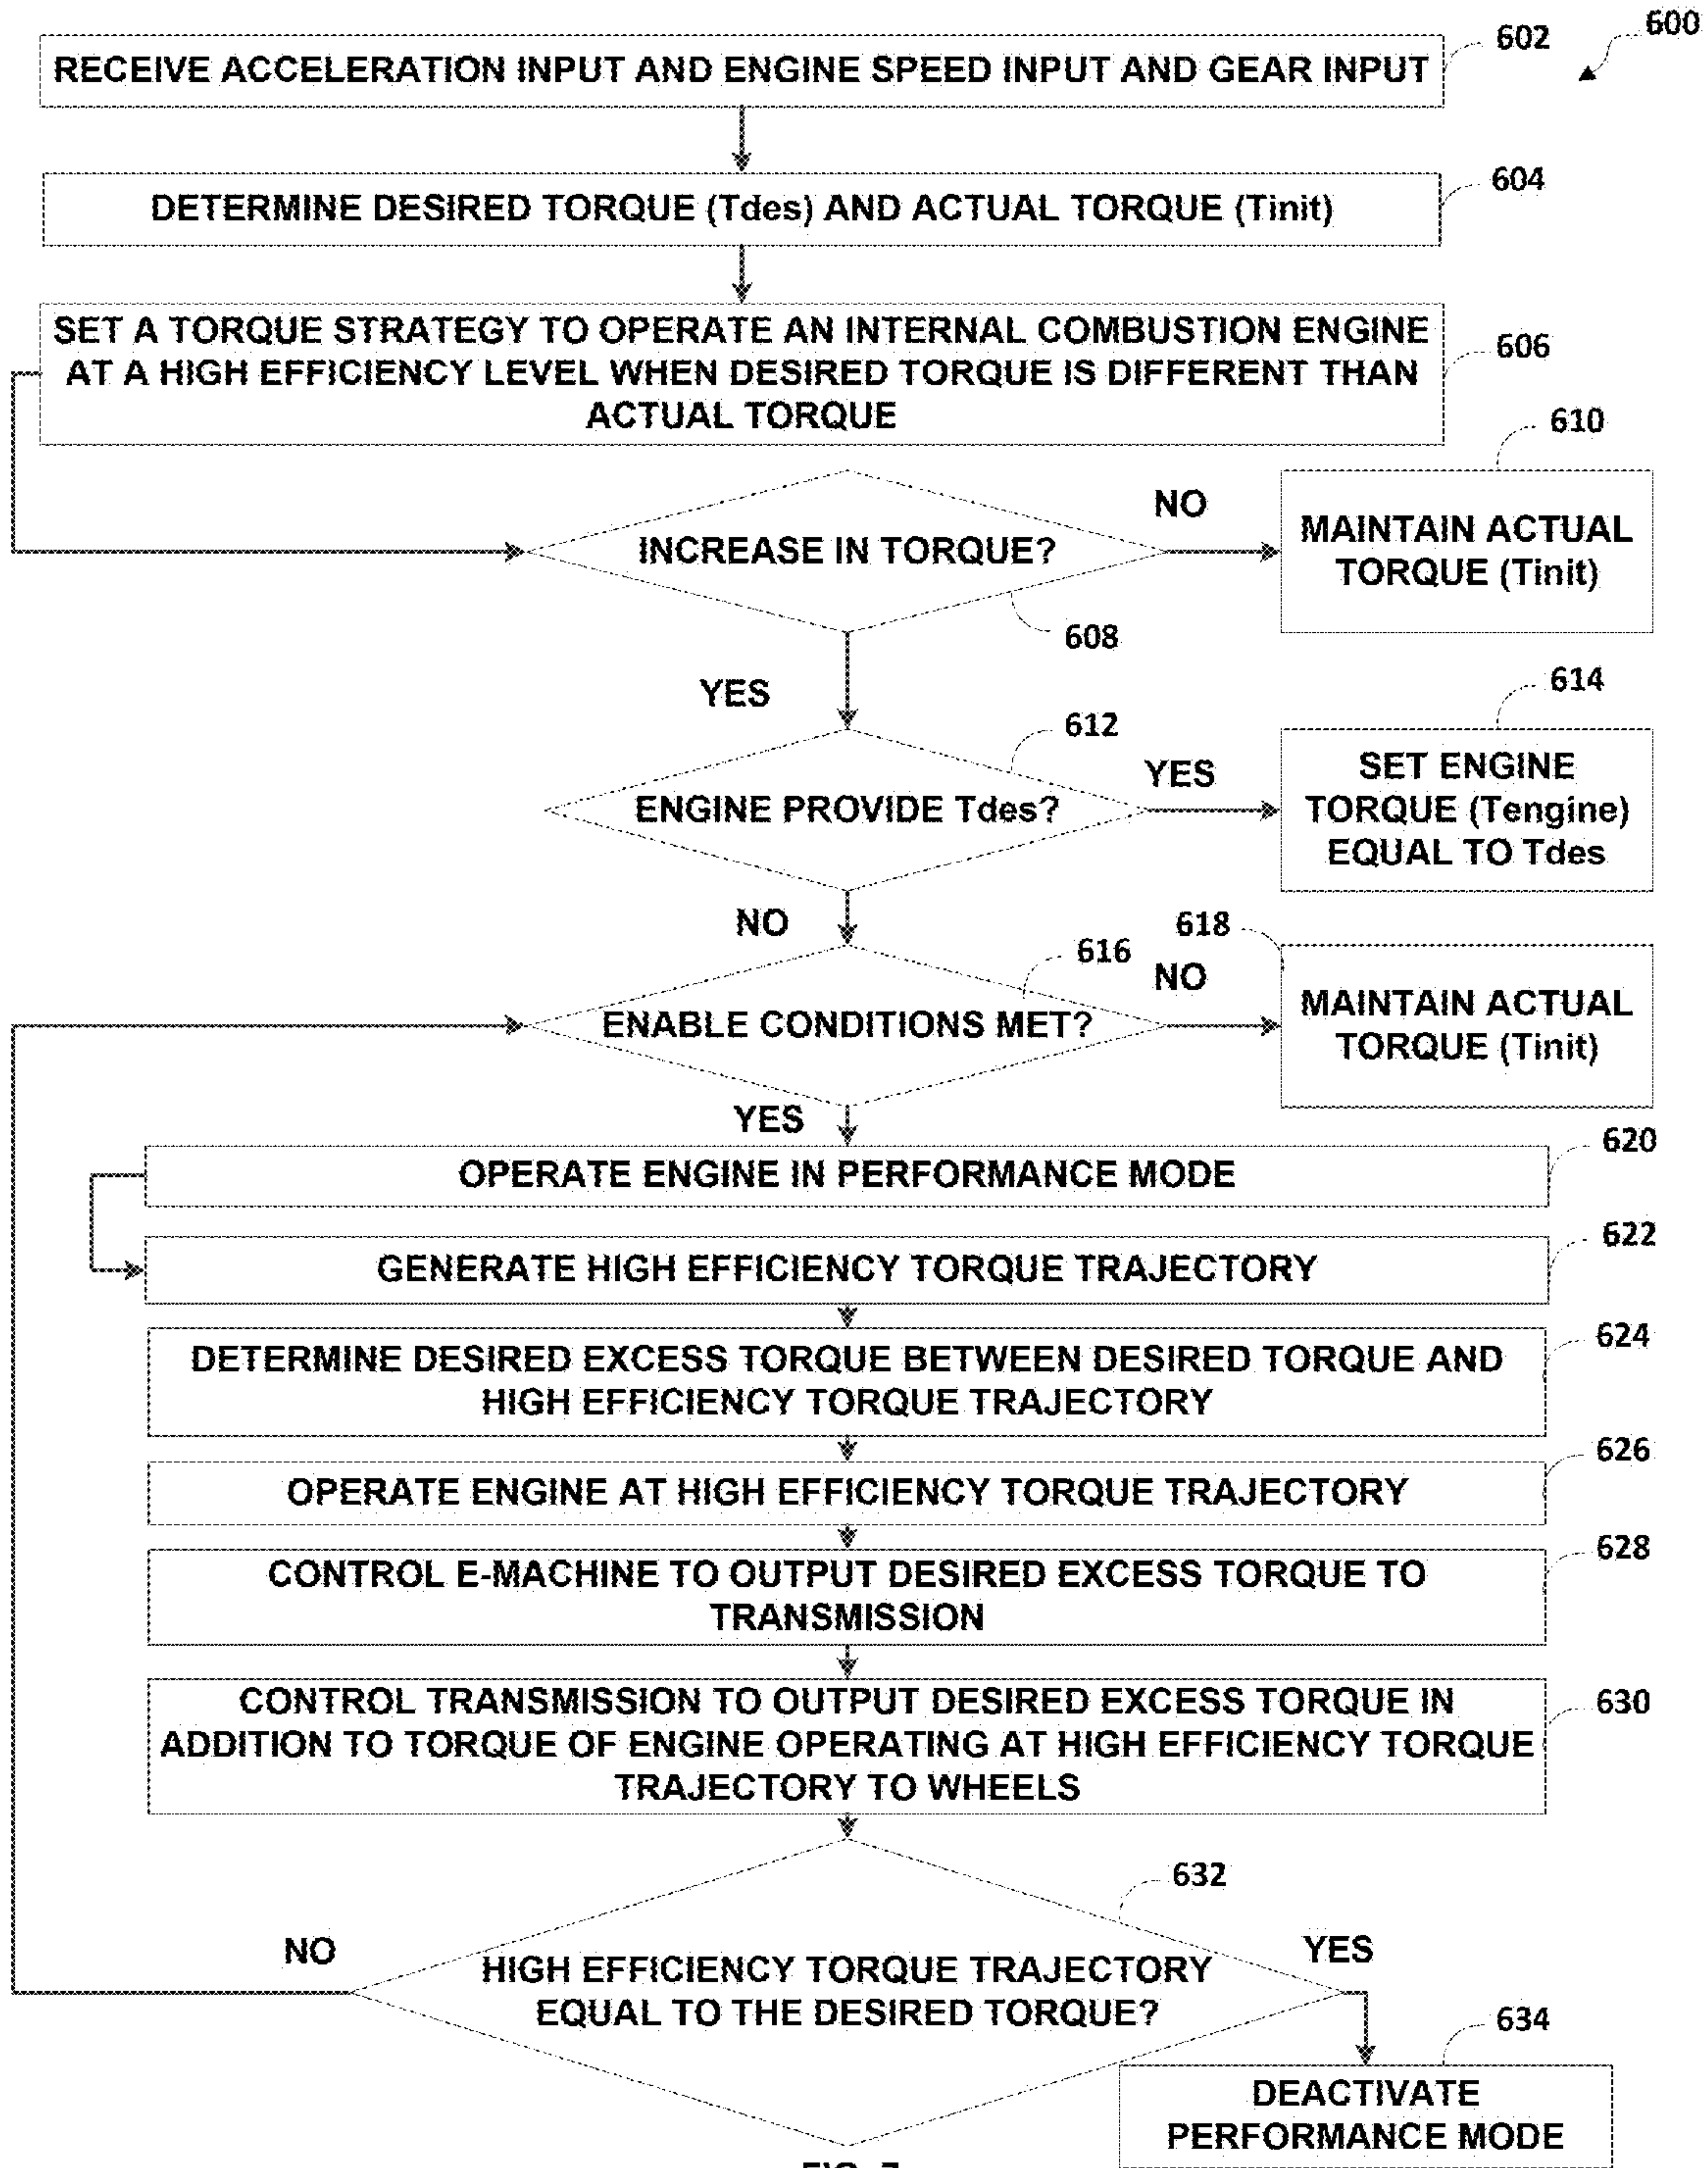 600
602
RECEIVE ACCELERATION INPUT AND ENGINE SPEED INPUT AND GEAR INPUT
604
DETERMINE DESIRED TORQUE (Tdes) AND ACTUAL TORQUE (Tinit)
SET A TORQUE STRATEGY TO OPERATE AN INTERNAL COMBUSTION ENGINE
AT A HIGH EFFICIENCY LEVEL WHEN DESIRED TORQUE IS DIFFERENT THAN
ACTUAL TORQUE
606
610
NO
INCREASE IN TORQUE?
MAINTAIN ACTUAL
TORQUE (Tinit)
608
YES
614
612
YES
ENGINE PROVIDE Tdes?
SET ENGINE
TORQUE (Tengine)
EQUAL TO Tdes
NO
618
616
NO
ENABLE CONDITIONS MET?
MAINTAIN ACTUAL
TORQUE (Tinit)
YES
620
OPERATE ENGINE IN PERFORMANCE MODE
622
GENERATE HIGH EFFICIENCY TORQUE TRAJECTORY
624
DETERMINE DESIRED EXCESS TORQUE BETWEEN DESIRED TORQUE AND
HIGH EFFICIENCY TORQUE TRAJECTORY
626
OPERATE ENGINE AT HIGH EFFICIENCY TORQUE TRAJECTORY
628
CONTROL E-MACHINE TO OUTPUT DESIRED EXCESS TORQUE TO
TRANSMISSION
630
CONTROL TRANSMISSION TO OUTPUT DESIRED EXCESS TORQUE IN
ADDITION TO TORQUE OF ENGINE OPERATING AT HIGH EFFICIENCY TORQUE
TRAJECTORY TO WHEELS
632
NO
YES
HIGH EFFICIENCY TORQUE TRAJECTORY
EQUAL TO THE DESIRED TORQUE?
634
DEACTIVATE
PERFORMANCE MODE